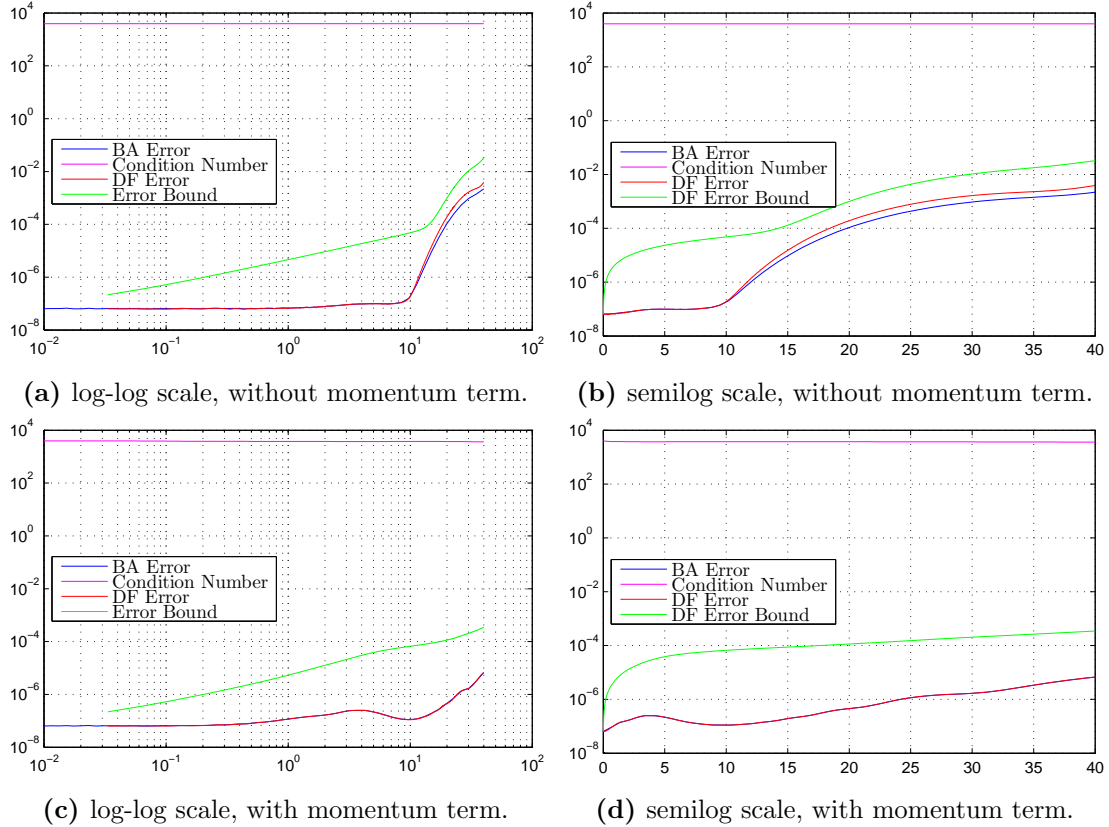 10^4
10^2
10^0
10^-2
10^-4
10^-6
10^-8
BA Error
Condition Number
DF Error
Error Bound
10^-2 10^-1 10^0 10^1 10^2
(a) log-log scale, without momentum term.
10^4
10^2
10^0
10^-2
10^-4
10^-6
10^-8
BA Error
Condition Number
DF Error
DF Error Bound
0 5 10 15 20 25 30 35 40
(b) semilog scale, without momentum term.
10^4
10^2
10^0
10^-2
10^-4
10^-6
10^-8
BA Error
Condition Number
DF Error
Error Bound
10^-2 10^-1 10^0 10^1 10^2
(c) log-log scale, with momentum term.
10^4
10^2
10^0
10^-2
10^-4
10^-6
10^-8
BA Error
Condition Number
DF Error
DF Error Bound
0 5 10 15 20 25 30 35 40
(d) semilog scale, with momentum term.